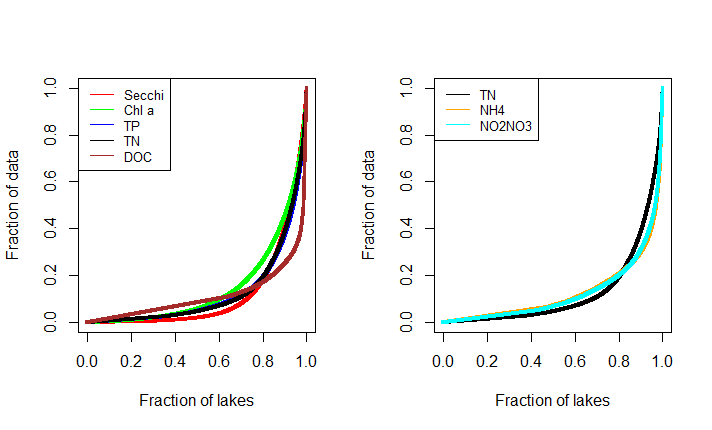 Secchi
Chl a
TP
TN
DOC
Fraction of data
0.0 0.2 0.4 0.6 0.8 1.0
0.0 0.2 0.4 0.6 0.8 1.0
Fraction of lakes
TN
NH4
NO2NO3
Fraction of data
0.0 0.2 0.4 0.6 0.8 1.0
0.0 0.2 0.4 0.6 0.8 1.0
Fraction of lakes